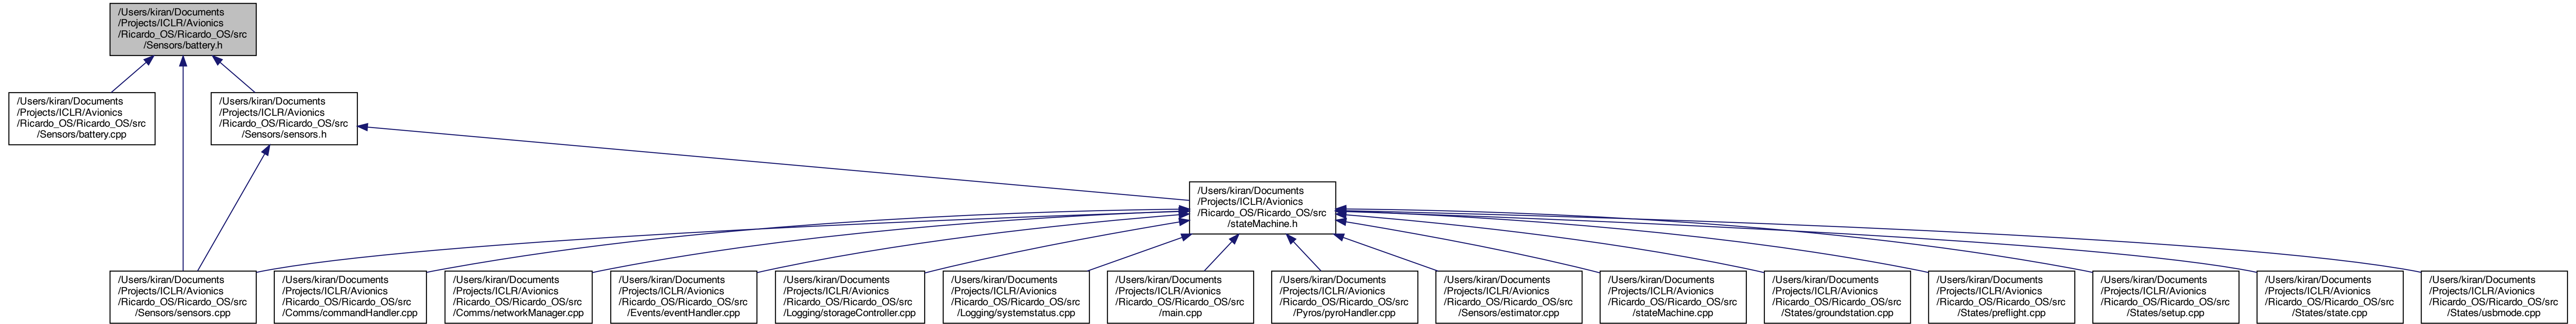 /Users/kiran/Documents
/Projects/ICLR/Avionics
/Ricardo_OS/Ricardo_OS/src
/Sensors/battery.h
/Users/kiran/Documents
/Projects/ICLR/Avionics
/Ricardo_OS/Ricardo_OS/src
/Sensors/battery.cpp
/Users/kiran/Documents
/Projects/ICLR/Avionics
/Ricardo_OS/Ricardo_OS/src
/Sensors/sensors.h
/Users/kiran/Documents
/Projects/ICLR/Avionics
/Ricardo_OS/Ricardo_OS/src
/stateMachine.h
/Users/kiran/Documents
/Projects/ICLR/Avionics
/Ricardo_OS/Ricardo_OS/src
/Sensors/sensors.cpp
/Users/kiran/Documents
/Projects/ICLR/Avionics
/Ricardo_OS/Ricardo_OS/src
/Comms/commandHandler.cpp
/Users/kiran/Documents
/Projects/ICLR/Avionics
/Ricardo_OS/Ricardo_OS/src
/Comms/networkManager.cpp
/Users/kiran/Documents
/Projects/ICLR/Avionics
/Ricardo_OS/Ricardo_OS/src
/Events/eventHandler.cpp
/Users/kiran/Documents
/Projects/ICLR/Avionics
/Ricardo_OS/Ricardo_OS/src
/Logging/storageController.cpp
/Users/kiran/Documents
/Projects/ICLR/Avionics
/Ricardo_OS/Ricardo_OS/src
/Logging/systemstatus.cpp
/Users/kiran/Documents
/Projects/ICLR/Avionics
/Ricardo_OS/Ricardo_OS/src
/main.cpp
/Users/kiran/Documents
/Projects/ICLR/Avionics
/Ricardo_OS/Ricardo_OS/src
/Pyros/pyroHandler.cpp
/Users/kiran/Documents
/Projects/ICLR/Avionics
/Ricardo_OS/Ricardo_OS/src
/Sensors/estimator.cpp
/Users/kiran/Documents
/Projects/ICLR/Avionics
/Ricardo_OS/Ricardo_OS/src
/stateMachine.cpp
/Users/kiran/Documents
/Projects/ICLR/Avionics
/Ricardo_OS/Ricardo_OS/src
/States/groundstation.cpp
/Users/kiran/Documents
/Projects/ICLR/Avionics
/Ricardo_OS/Ricardo_OS/src
/States/preflight.cpp
/Users/kiran/Documents
/Projects/ICLR/Avionics
/Ricardo_OS/Ricardo_OS/src
/States/setup.cpp
/Users/kiran/Documents
/Projects/ICLR/Avionics
/Ricardo_OS/Ricardo_OS/src
/States/state.cpp
/Users/kiran/Documents
/Projects/ICLR/Avionics
/Ricardo_OS/Ricardo_OS/src
/States/usbmode.cpp